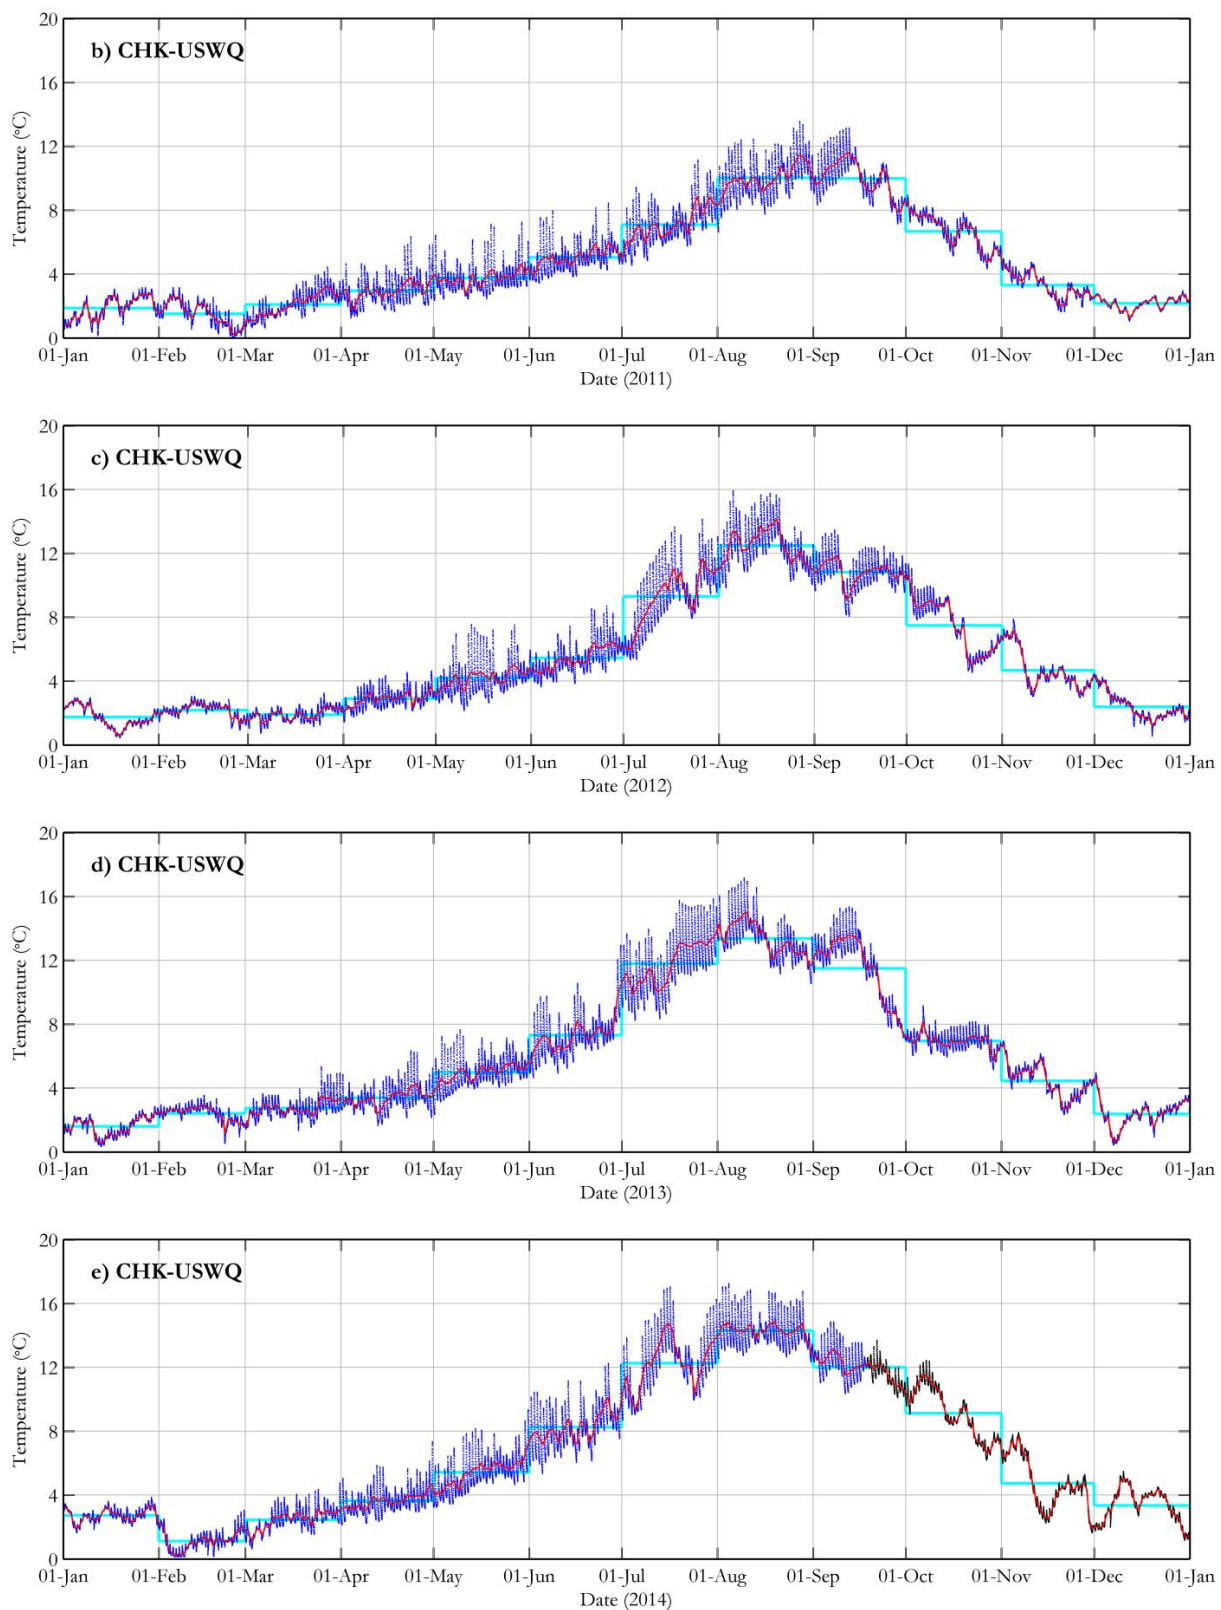 20
b) CHK-USWQ
16
12
8
4
0
Temperature (°C)
01-Jan 01-Feb 01-Mar 01-Apr 01-May 01-Jun 01-Jul 01-Aug 01-Sep 01-Oct 01-Nov 01-Dec 01-Jan
Date (2011)
20
c) CHK-USWQ
16
12
8
4
0
Temperature (°C)
01-Jan 01-Feb 01-Mar 01-Apr 01-May 01-Jun 01-Jul 01-Aug 01-Sep 01-Oct 01-Nov 01-Dec 01-Jan
Date (2012)
20
d) CHK-USWQ
16
12
8
4
0
Temperature (°C)
01-Jan 01-Feb 01-Mar 01-Apr 01-May 01-Jun 01-Jul 01-Aug 01-Sep 01-Oct 01-Nov 01-Dec 01-Jan
Date (2013)
20
e) CHK-USWQ
16
12
8
4
0
Temperature (°C)
01-Jan 01-Feb 01-Mar 01-Apr 01-May 01-Jun 01-Jul 01-Aug 01-Sep 01-Oct 01-Nov 01-Dec 01-Jan
Date (2014)